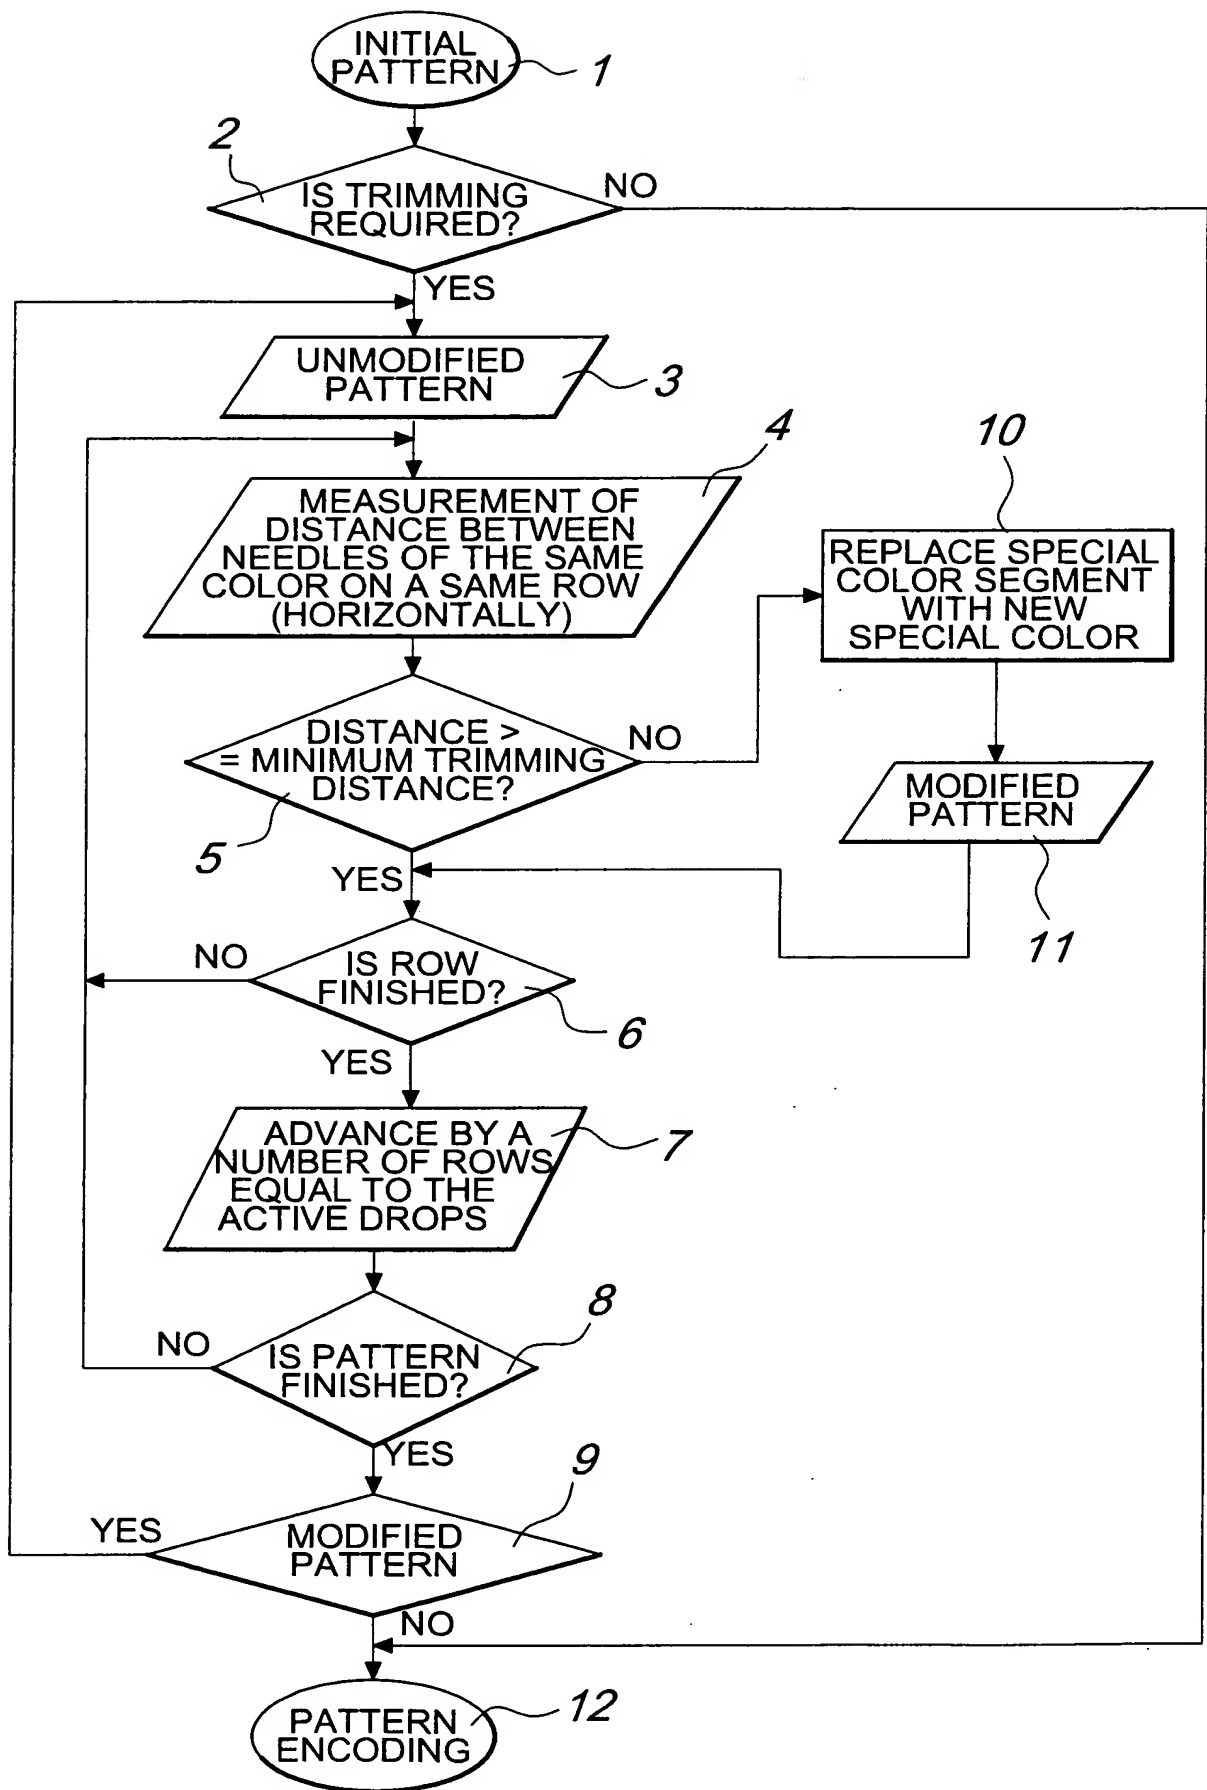 INITIAL
PATTERN
1
2
IS TRIMMING
REQUIRED?
NO
YES
UNMODIFIED
PATTERN
3
4
MEASUREMENT OF
DISTANCE BETWEEN
NEEDLES OF THE SAME
COLOR ON A SAME ROW
(HORIZONTALLY)
10
REPLACE SPECIAL
COLOR SEGMENT
WITH NEW
SPECIAL COLOR
DISTANCE >
= MINIMUM TRIMMING
DISTANCE?
NO
5
YES
MODIFIED
PATTERN
11
NO
IS ROW
FINISHED?
6
YES
ADVANCE BY A
NUMBER OF ROWS
EQUAL TO THE
ACTIVE DROPS
7
8
NO
IS PATTERN
FINISHED?
YES
9
YES
MODIFIED
PATTERN
NO
PATTERN
ENCODING
12